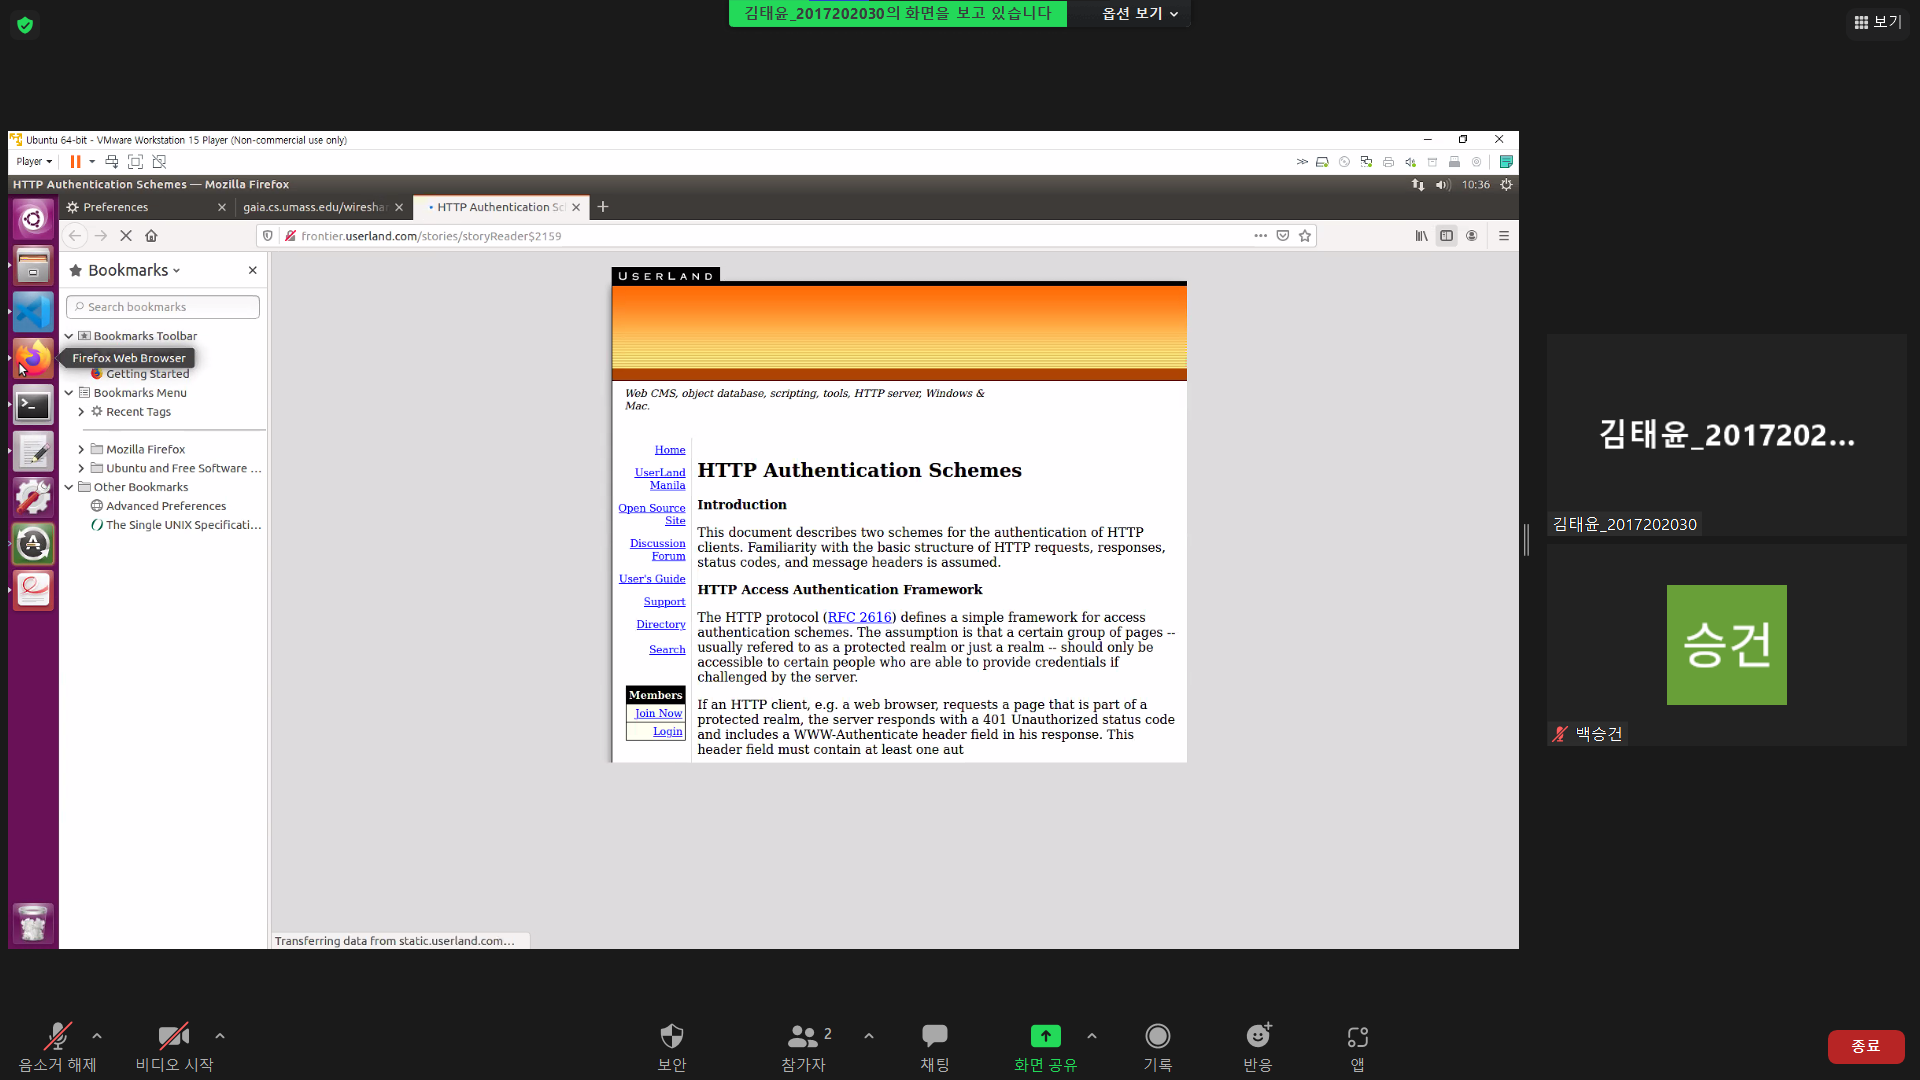 김태윤_2017202030의 화면을 보고 있습니다
옵션 보기
보기
Ubuntu 64-bit - VMware Workstation 15 Player (Non-commercial use only)
Player
HTTP Authentication Schemes — Mozilla Firefox
10:36
Preferences
gaia.cs.umass.edu/wireshar
HTTP Authentication Sc
frontier.userland.com/stories/storyReader$2159
Bookmarks
Search bookmarks
Bookmarks Toolbar
Firefox Web Browser
Getting Started
Bookmarks Menu
Recent Tags
Mozilla Firefox
Ubuntu and Free Software ...
Other Bookmarks
Advanced Preferences
The Single UNIX Specificati...
USERLAND
Web CMS, object database, scripting, tools, HTTP server, Windows &
Mac.
Home
UserLand
Manila
Open Source
Site
Discussion
Forum
User's Guide
Support
Directory
Search
Members
Join Now
Login
HTTP Authentication Schemes
Introduction
This document describes two schemes for the authentication of HTTP
clients. Familiarity with the basic structure of HTTP requests, responses,
status codes, and message headers is assumed.
HTTP Access Authentication Framework
The HTTP protocol (RFC 2616) defines a simple framework for access
authentication schemes. The assumption is that a certain group of pages --
usually refered to as a protected realm or just a realm -- should only be
accessible to certain people who are able to provide credentials if
challenged by the server.
If an HTTP client, e.g. a web browser, requests a page that is part of a
protected realm, the server responds with a 401 Unauthorized status code
and includes a WWW-Authenticate header field in his response. This
header field must contain at least one aut
Transferring data from static.userland.com...
김태윤_2017202...
김태윤_2017202030
승건
백승건
음소거 해제
비디오 시작
보안
2
참가자
채팅
화면 공유
기록
반응
앱
종료